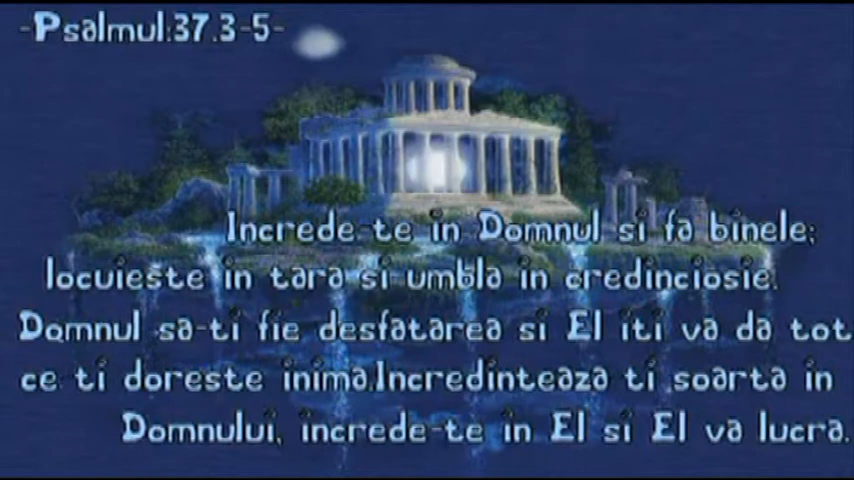 -Psalmul:37.3-5-
Increde-te in Domnul si fa binele;
locuieste in tara si umbla in credinciosie.
Domnul sa-ti fie desfatarea si El iti va da tot
ce ti doreste inima.Incredinteaza ti soarta in
Domnului, increde-te in El si El va lucra.